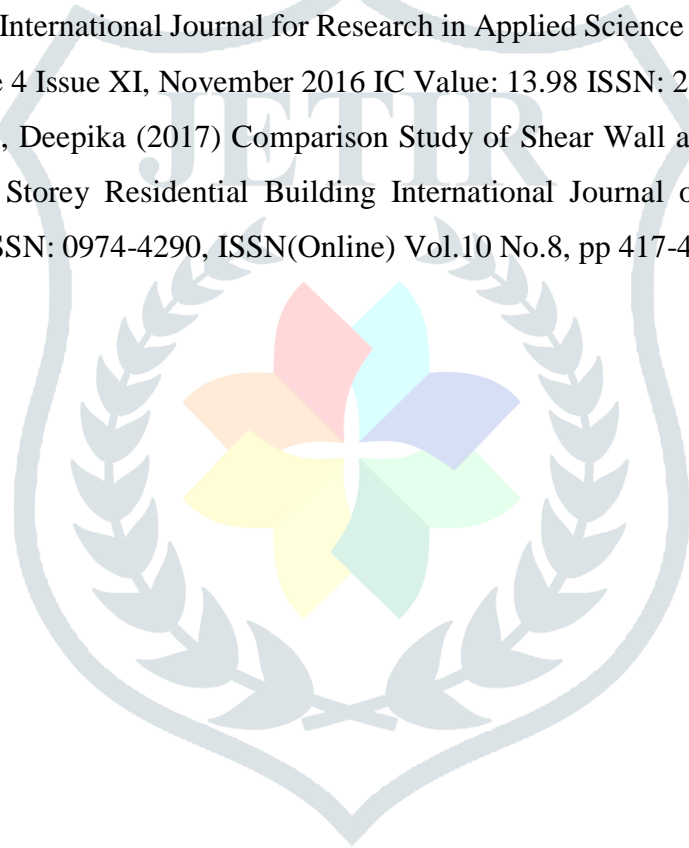 International Journal for Research in Applied Science
4 Issue XI, November 2016 IC Value: 13.98 ISSN: 2
, Deepika (2017) Comparison Study of Shear Wall a
Storey Residential Building International Journal o
SN: 0974-4290, ISSN(Online) Vol.10 No.8, pp 417-4
JETIR